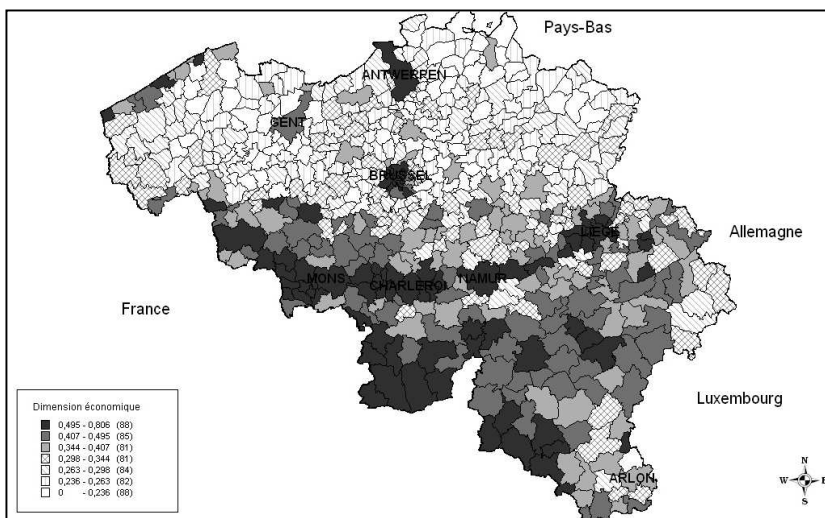 Pays-Bas
ANTWERPEN
GENT
BRUSSEL
LIEGE
Allemagne
MONS
CHARLEROI
NAMUR
France
Luxembourg
Dimension économique
0,495 - 0,806 (88)
0,407 - 0,495 (85)
0,344 - 0,407 (81)
0,298 - 0,344 (81)
0,263 - 0,298 (84)
0,236 - 0,263 (82)
0 - 0,236 (88)
ARLON
N
W E
S